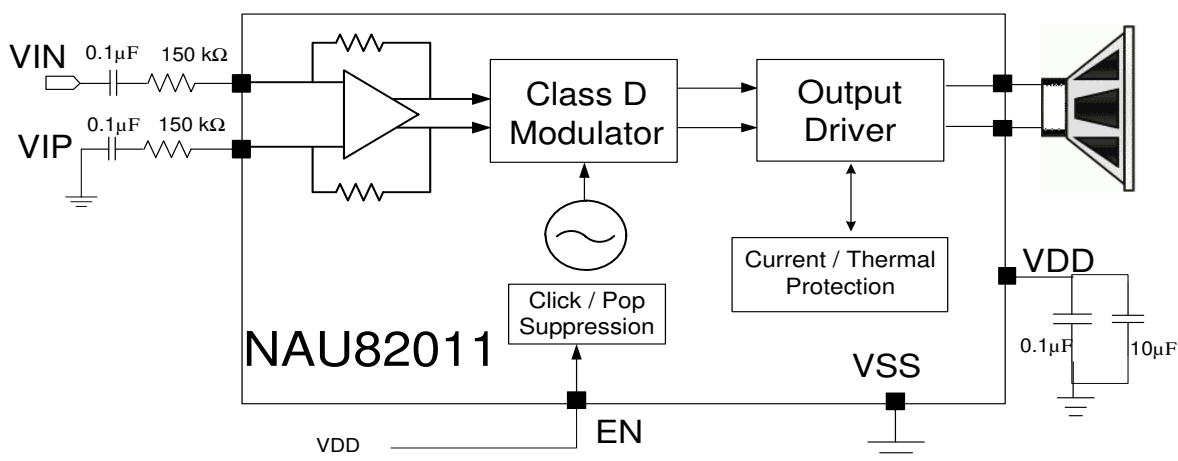 VIN
0.1µF
150 kΩ
VIP
0.1µF
150 kΩ
Class D
Modulator
Output
Driver
Current / Thermal
Protection
Click / Pop
Suppression
NAU82011
VDD
0.1µF
10µF
VSS
EN
VDD